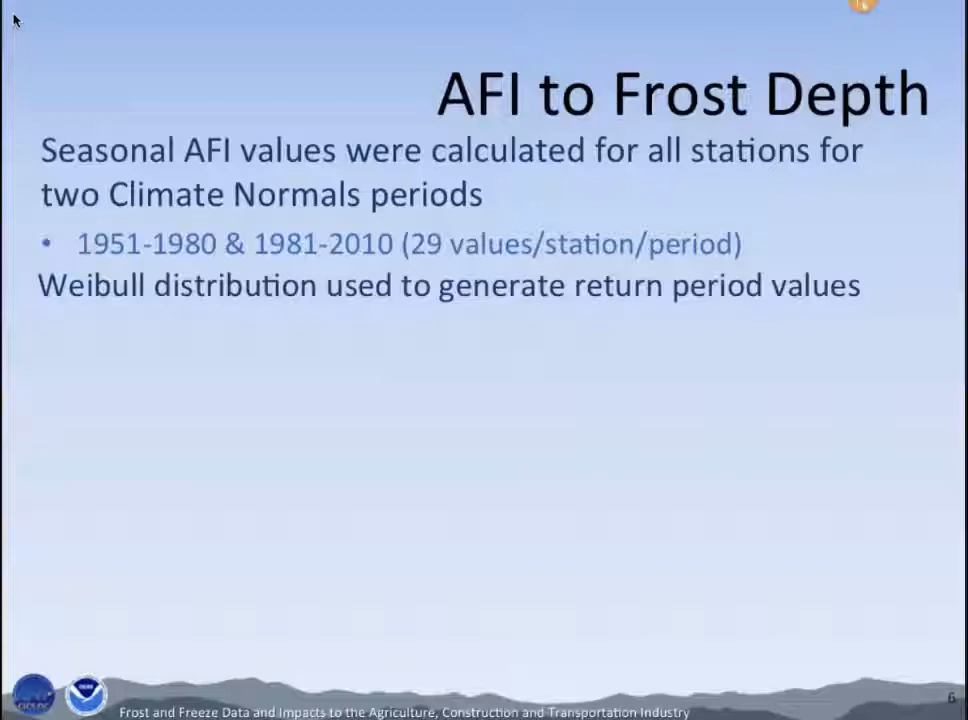 AFI to Frost Depth
Seasonal AFI values were calculated for all stations for
two Climate Normals periods
• 1951-1980 & 1981-2010 (29 values/station/period)
Weibull distribution used to generate return period values
Frost and Freeze Data and Impacts to the Agriculture, Construction and Transportation Industry
6